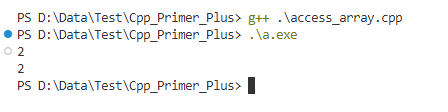 PS D:\Data\Test\Cpp_Primer_Plus> g++ .\access_array.cpp
PS D:\Data\Test\Cpp_Primer_Plus> .\a.exe
2
2
PS D:\Data\Test\Cpp_Primer_Plus>